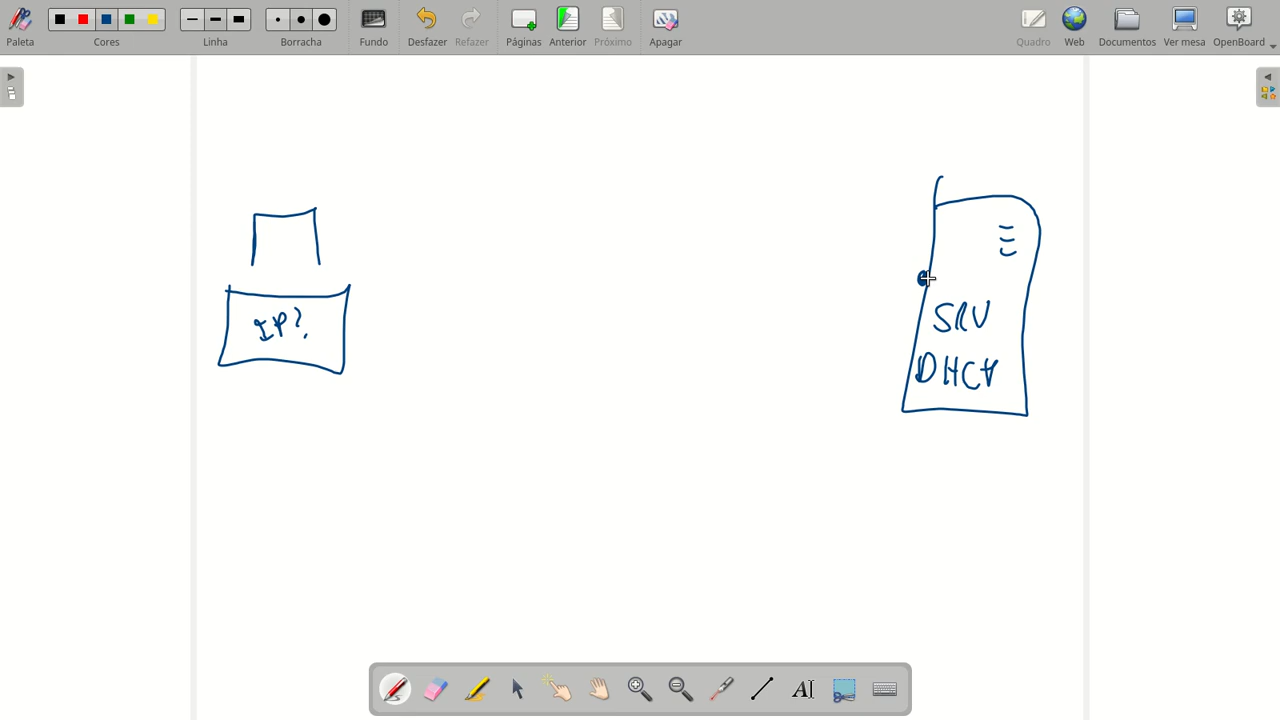 Paleta
Cores
Linha
Borracha
Fundo
Desfazer
Refazer
Páginas
Anterior
Próximo
Apagar
Quadro
Web
Documentos
Ver mesa
OpenBoard
IP?
SRV
DHCP
AI